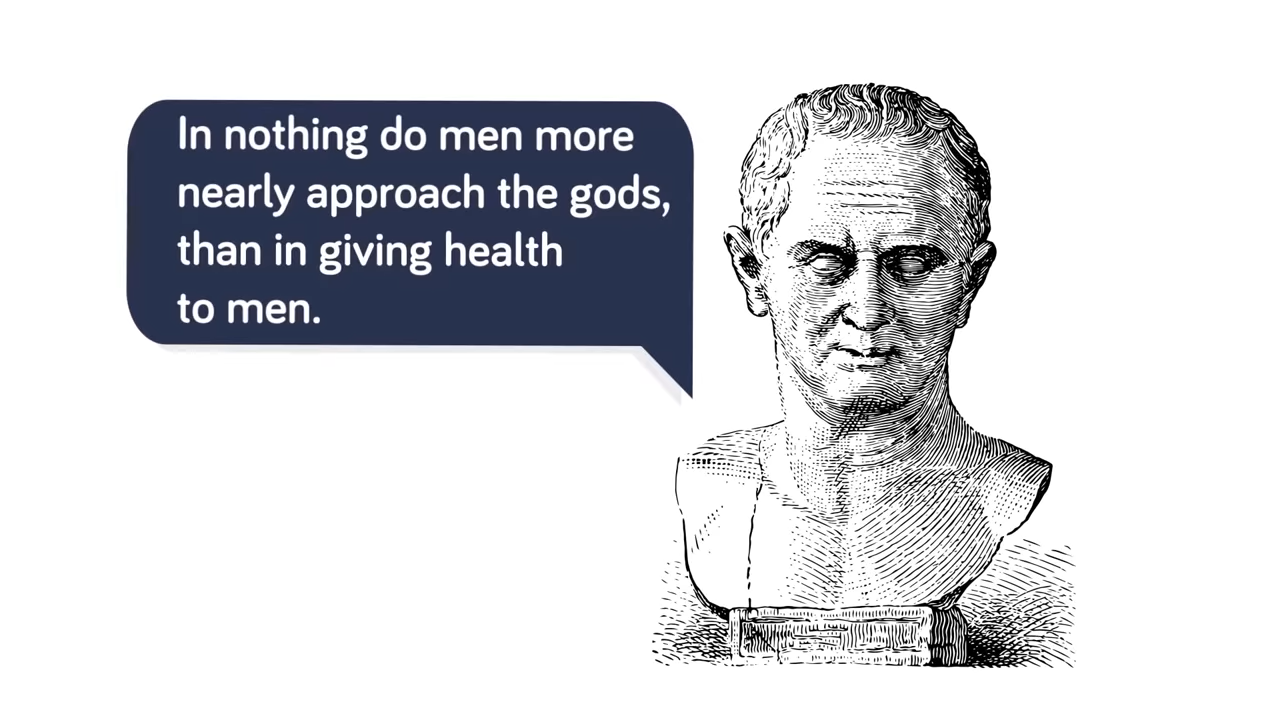 In nothing do men more
nearly approach the gods,
than in giving health
to men.